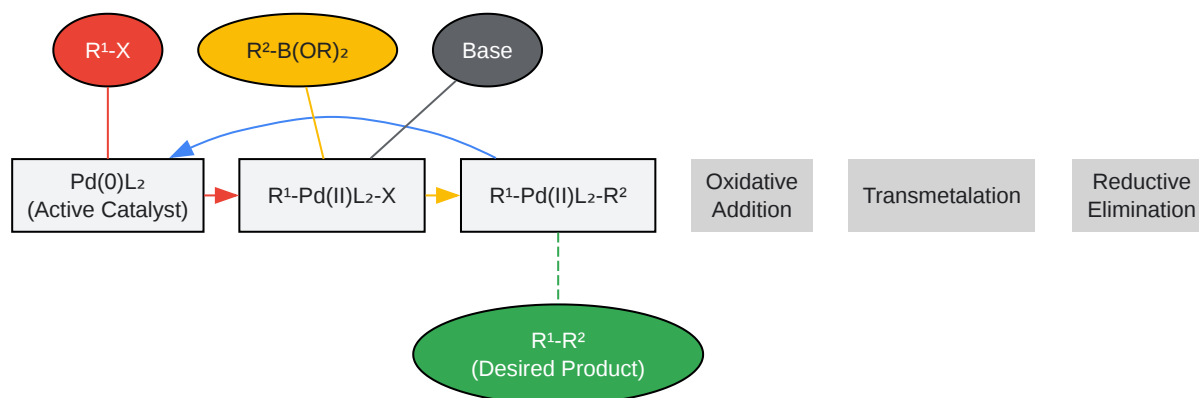 R¹-X
R²-B(OR)₂
Base
Pd(0)L₂
(Active Catalyst)
R¹-Pd(II)L₂-X
R¹-Pd(II)L₂-R²
Oxidative
Addition
Transmetalation
Reductive
Elimination
R¹-R²
(Desired Product)